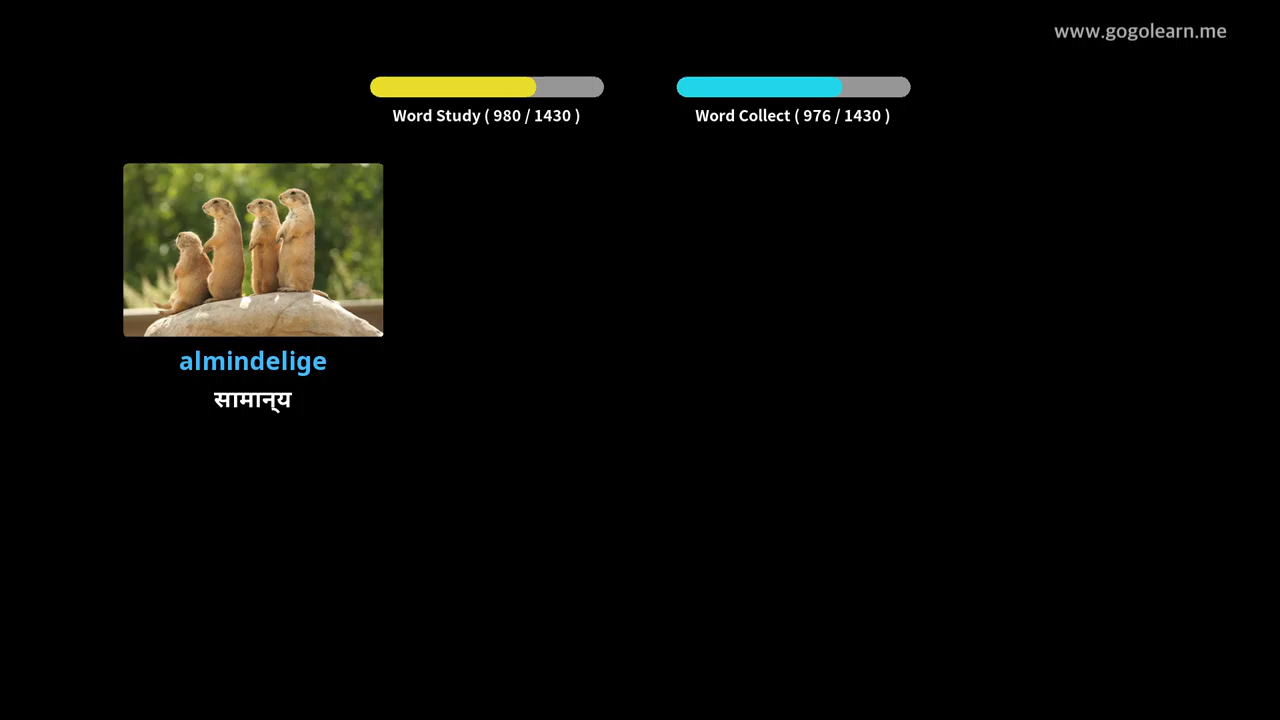 www.gogolearn.me
Word Study ( 980 / 1430 )
Word Collect ( 976 / 1430 )
almindelige
सामान्य